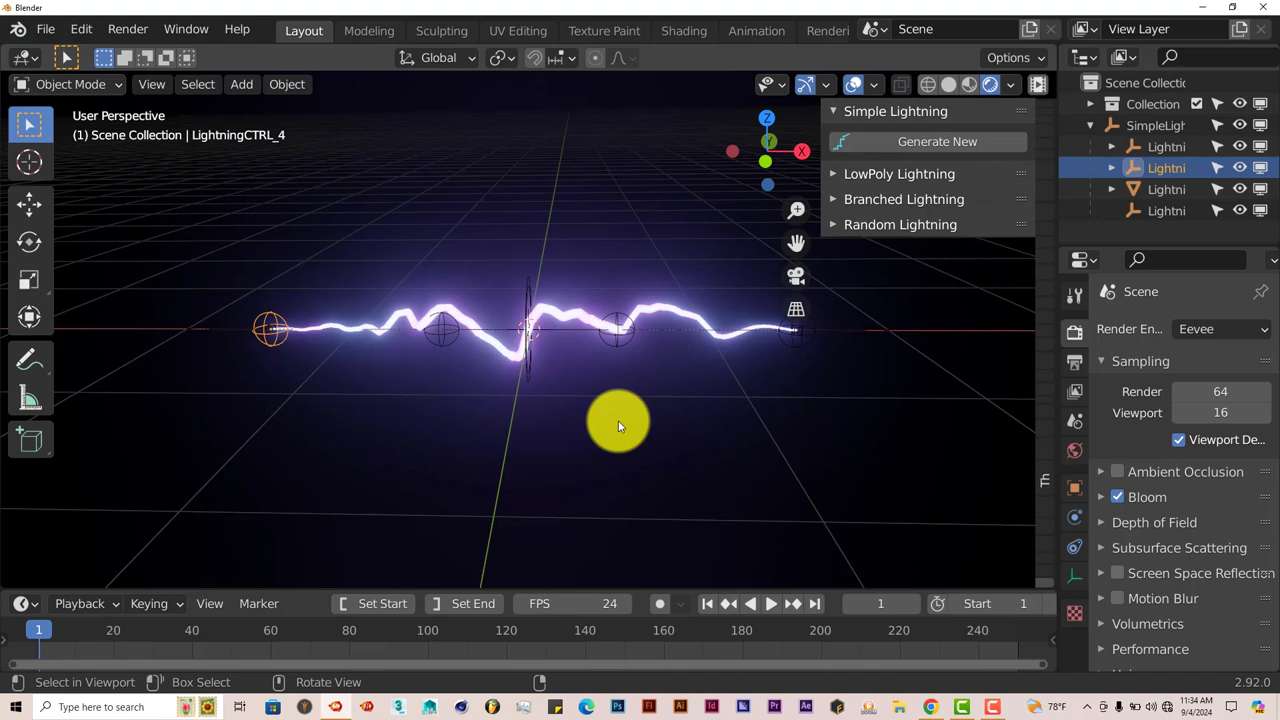 Blender
File Edit Render Window Help Layout Modeling Sculpting UV Editing Texture Paint Shading Animation Renderi Scene View Layer
Global Options
Object Mode View Select Add Object
User Perspective
(1) Scene Collection | LightningCTRL_4
Z
Y
X
Simple Lightning
Generate New
LowPoly Lightning
Branched Lightning
Random Lightning
Scene Collectic
Collection
SimpleLigh
Lightni
Lightni
Lightni
Lightni
Scene
Render En... Eevee
Sampling
Render 64
Viewport 16
Viewport De...
Ambient Occlusion
Bloom
Depth of Field
Subsurface Scattering
Screen Space Reflection
Motion Blur
Volumetrics
Performance
Playback Keying View Marker [ Set Start ] Set End FPS 24 1 Start 1
1 20 40 60 80 100 120 140 160 180 200 220 240
Select in Viewport Box Select Rotate View 2.92.0
Type here to search 78°F 11:34 AM 9/4/2024